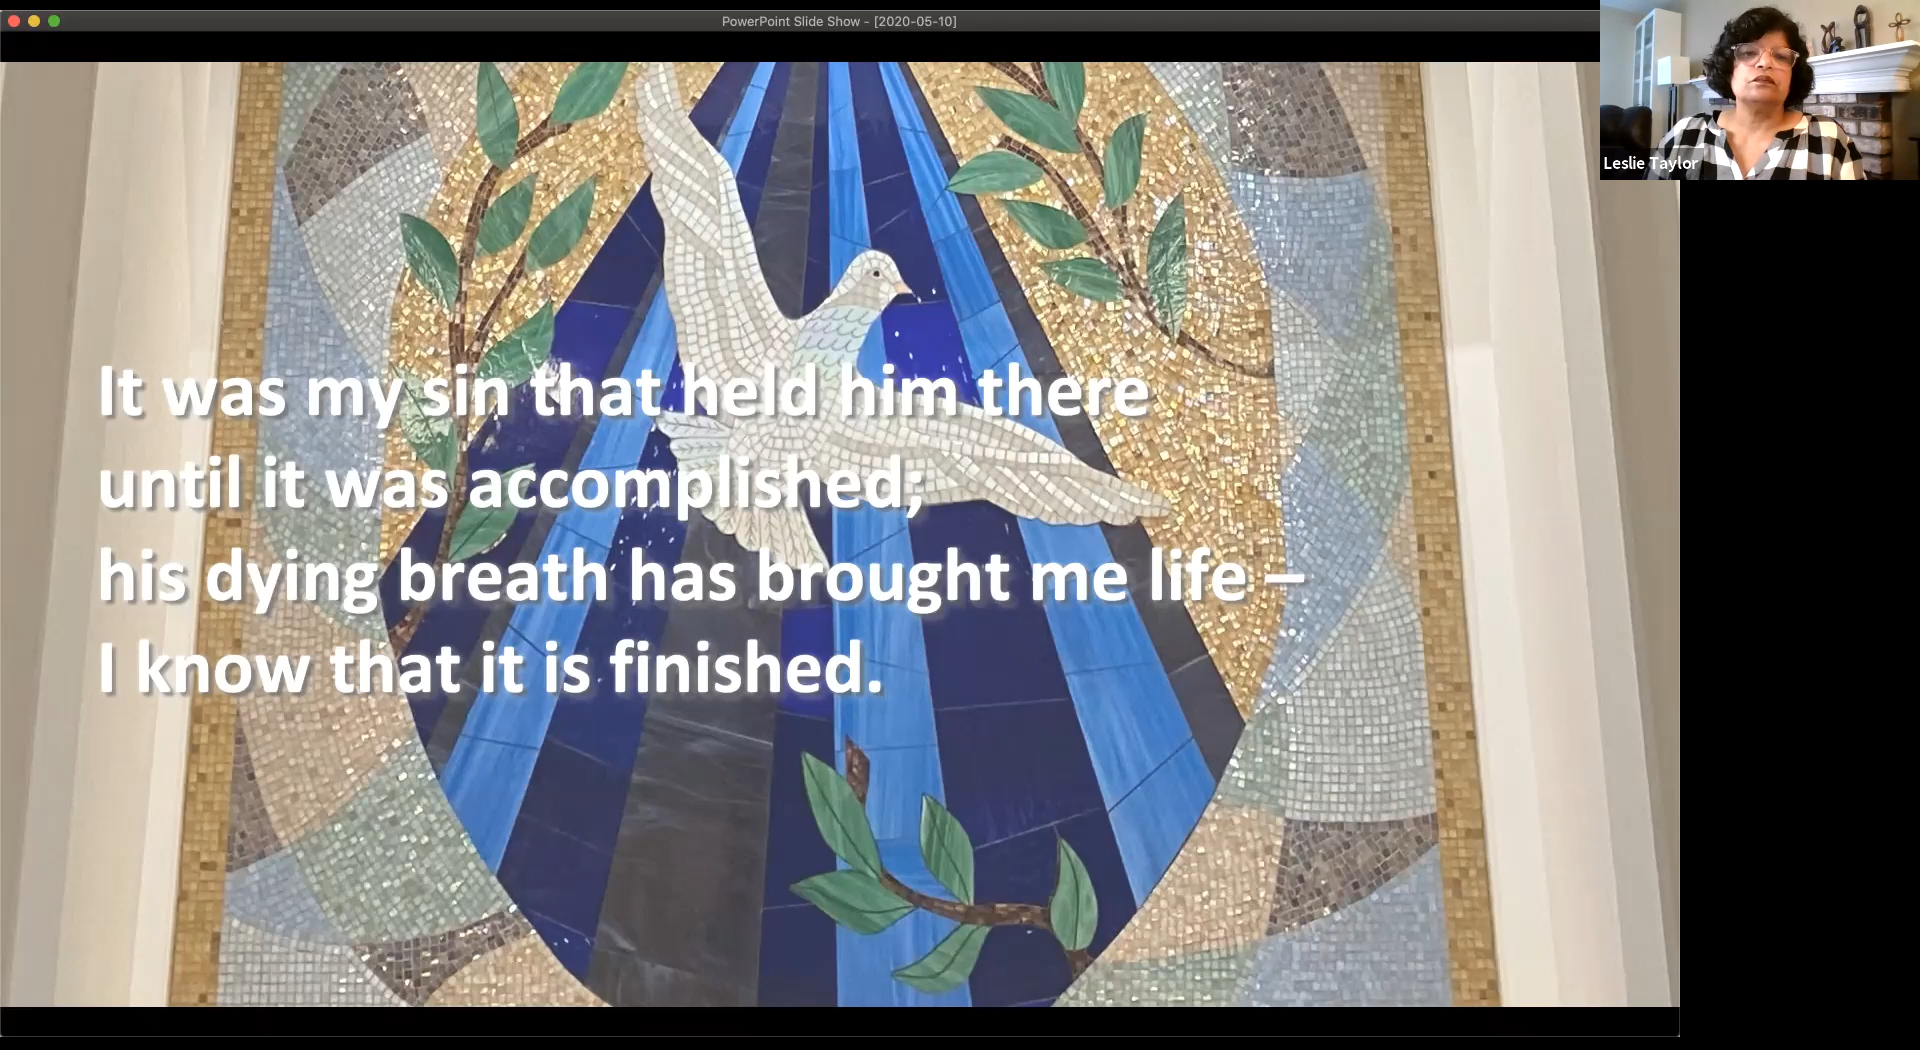 PowerPoint Slide Show - [2020-05-10]
Leslie Taylor
It was my sin that held him there
until it was accomplished;
his dying breath has brought me life –
I know that it is finished.